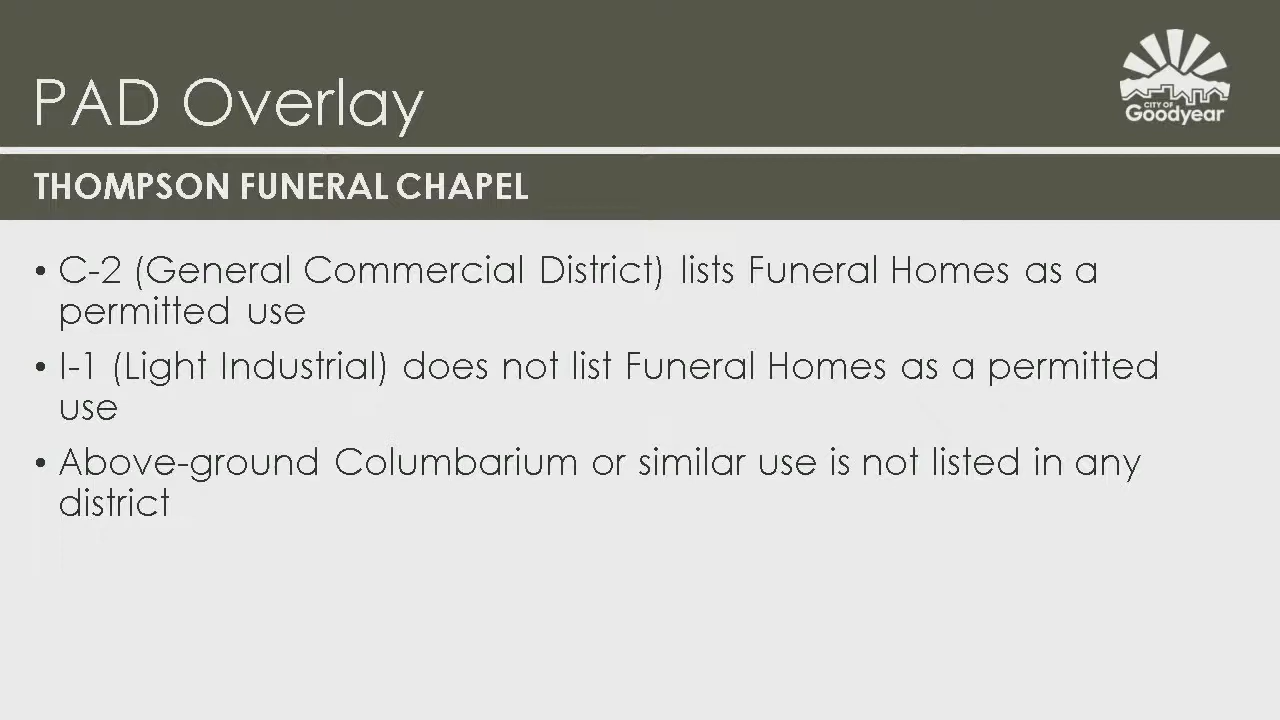 PAD Overlay
CITY OF
Goodyear
THOMPSON FUNERAL CHAPEL
• C-2 (General Commercial District) lists Funeral Homes as a
permitted use
• I-1 (Light Industrial) does not list Funeral Homes as a permitted
use
• Above-ground Columbarium or similar use is not listed in any
district